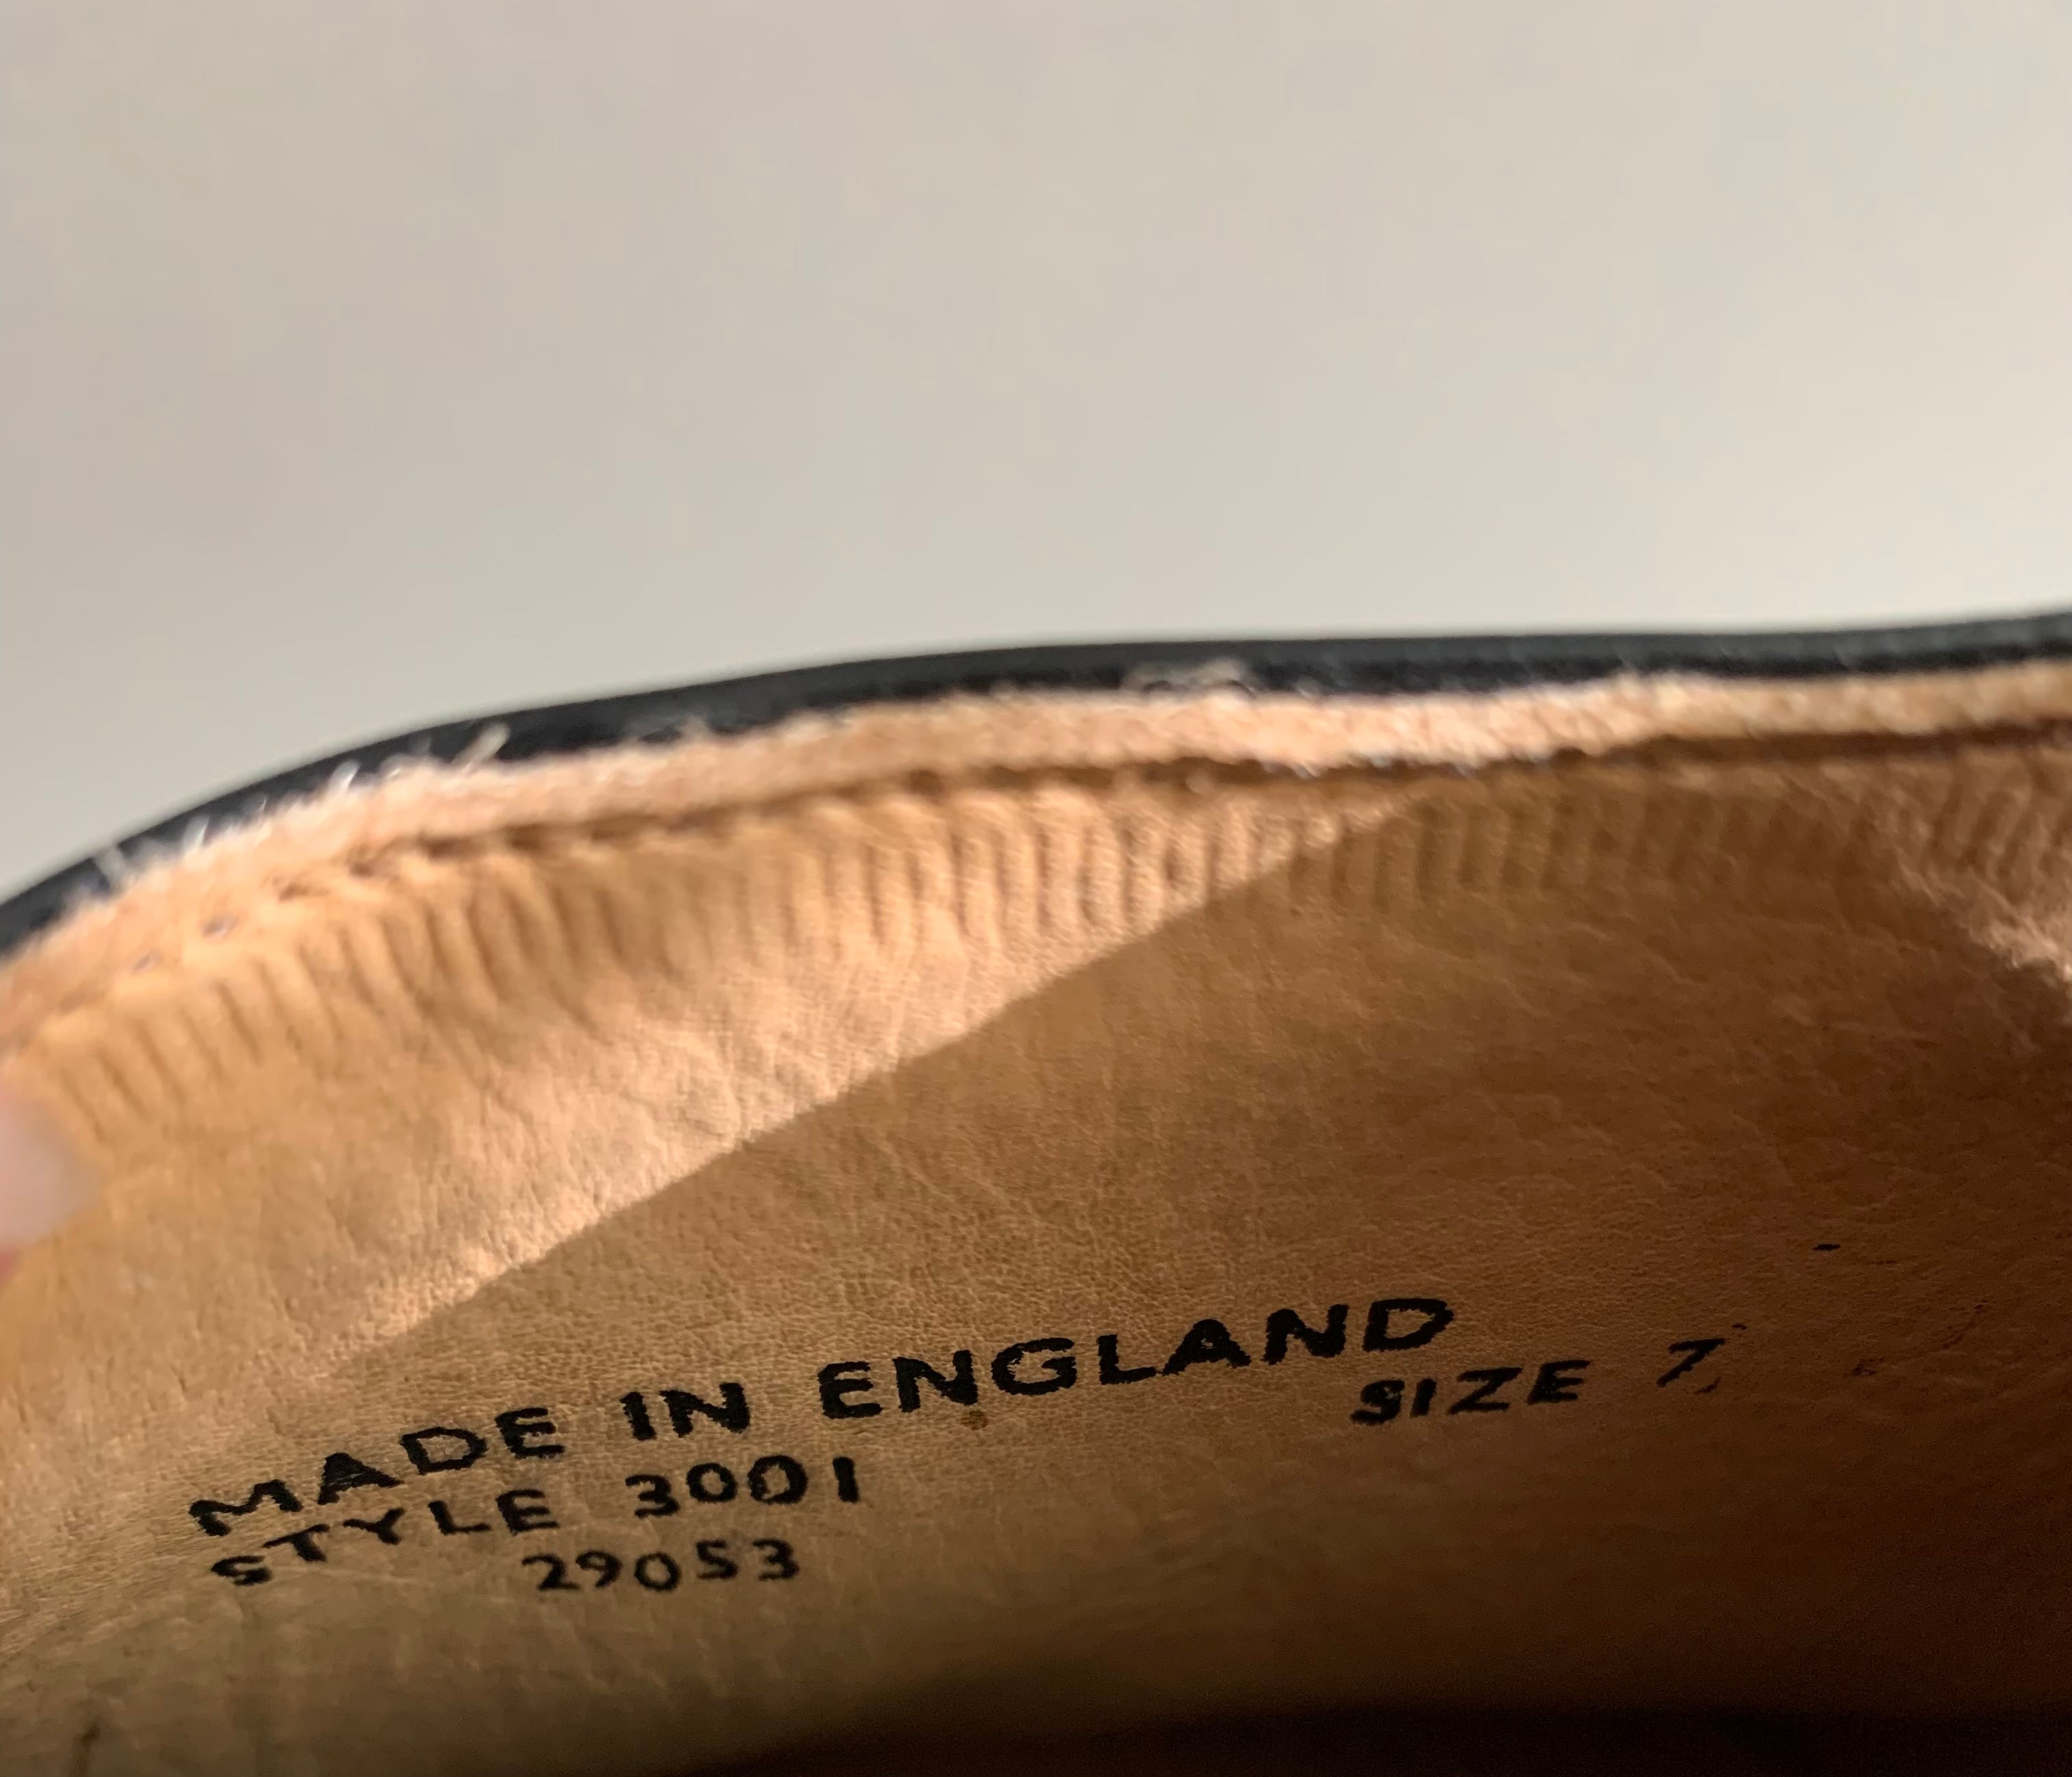 MADE IN ENGLAND
SIZE 7
STYLE 3001
29053